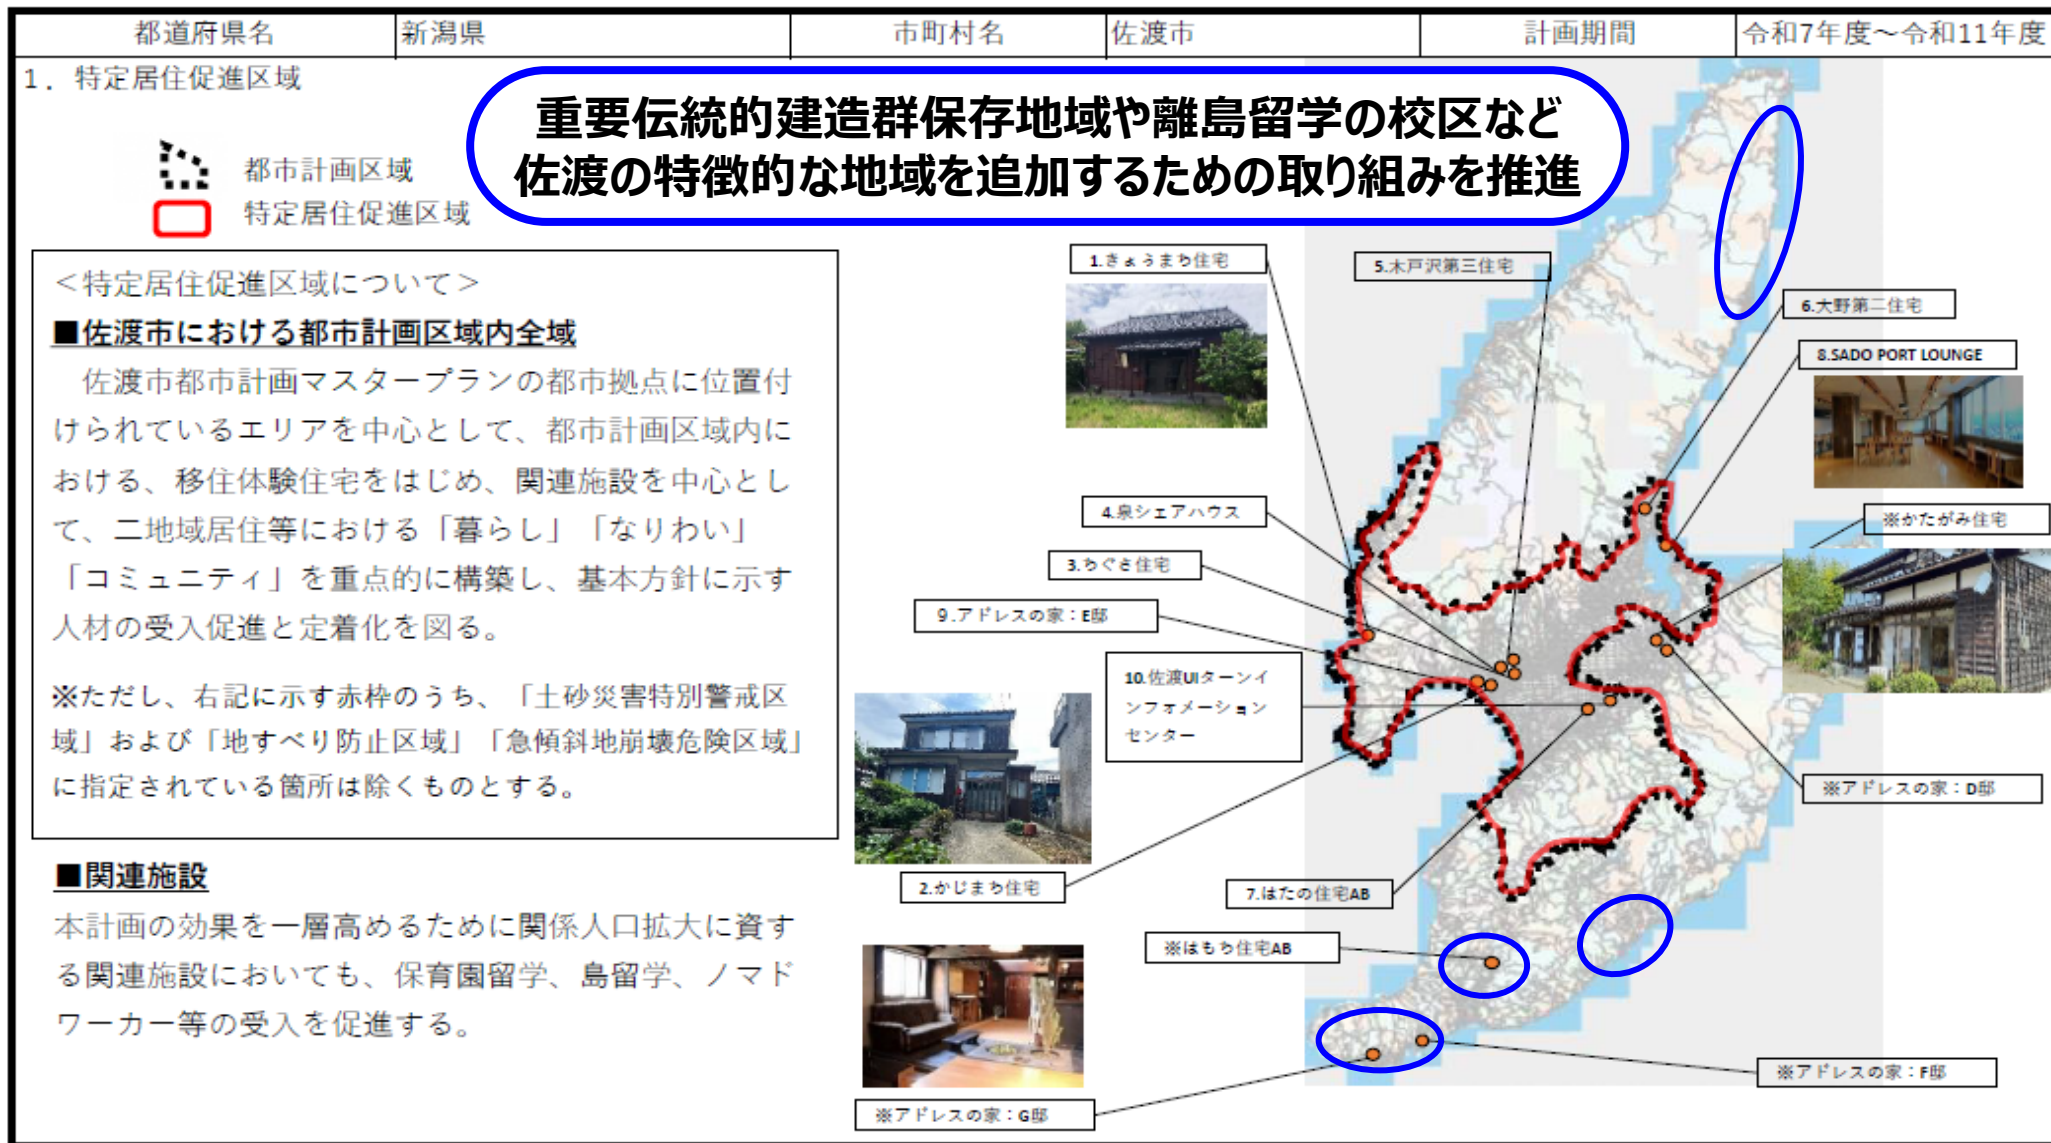 都道府県名 新潟県 市町村名 佐渡市 計画期間 令和7年度～令和11年度
1．特定居住促進区域
重要伝統的建造群保存地域や離島留学の校区など
佐渡の特徴的な地域を追加するための取り組みを推進
都市計画区域
特定居住促進区域
＜特定居住促進区域について＞
■佐渡市における都市計画区域内全域
佐渡市都市計画マスタープランの都市拠点に位置付
けられているエリアを中心として、都市計画区域内に
おける、移住体験住宅をはじめ、関連施設を中心とし
て、二地域居住等における「暮らし」「なりわい」
「コミュニティ」を重点的に構築し、基本方針に示す
人材の受入促進と定着化を図る。
※ただし、右記に示す赤枠のうち、「土砂災害特別警戒区
域」および「地すべり防止区域」「急傾斜地崩壊危険区域」
に指定されている箇所は除くものとする。
■関連施設
本計画の効果を一層高めるために関係人口拡大に資す
る関連施設においても、保育園留学、島留学、ノマド
ワーカー等の受入を促進する。
1.きょうまち住宅
5.木戸沢第三住宅
6.大野第二住宅
8.SADO PORT LOUNGE
4.泉シェアハウス
※かたがみ住宅
3.ちぐさ住宅
9.アドレスの家：E邸
10.佐渡UIターンイ
ンフォメーション
センター
※アドレスの家：D邸
2.かじまち住宅
7.はたの住宅AB
※はもち住宅AB
※アドレスの家：F邸
※アドレスの家：G邸